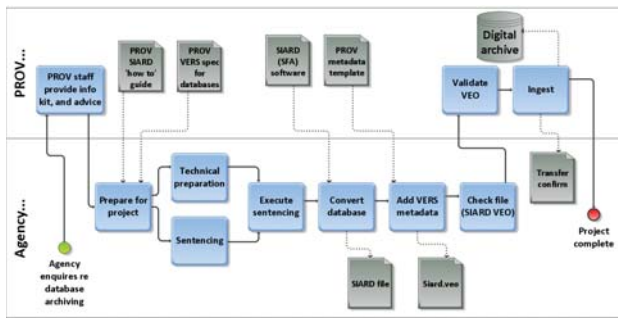 PROV...
PROV staff
provide info
kit, and advice
PROV
SIARD
'how to'
guide
PROV
VERS spec
for
databases
SIARD
(SFA)
software
PROV
metadata
template
Digital
archive
Validate
VEO
Ingest
Agency...
Prepare for
project
Technical
preparation
Sentencing
Execute
sentencing
Convert
database
Add VERS
metadata
Check file
(SIARD VEO)
Transfer
confirm
Project
complete
Agency
enquires re
database
archiving
SIARD file
Siard.veo